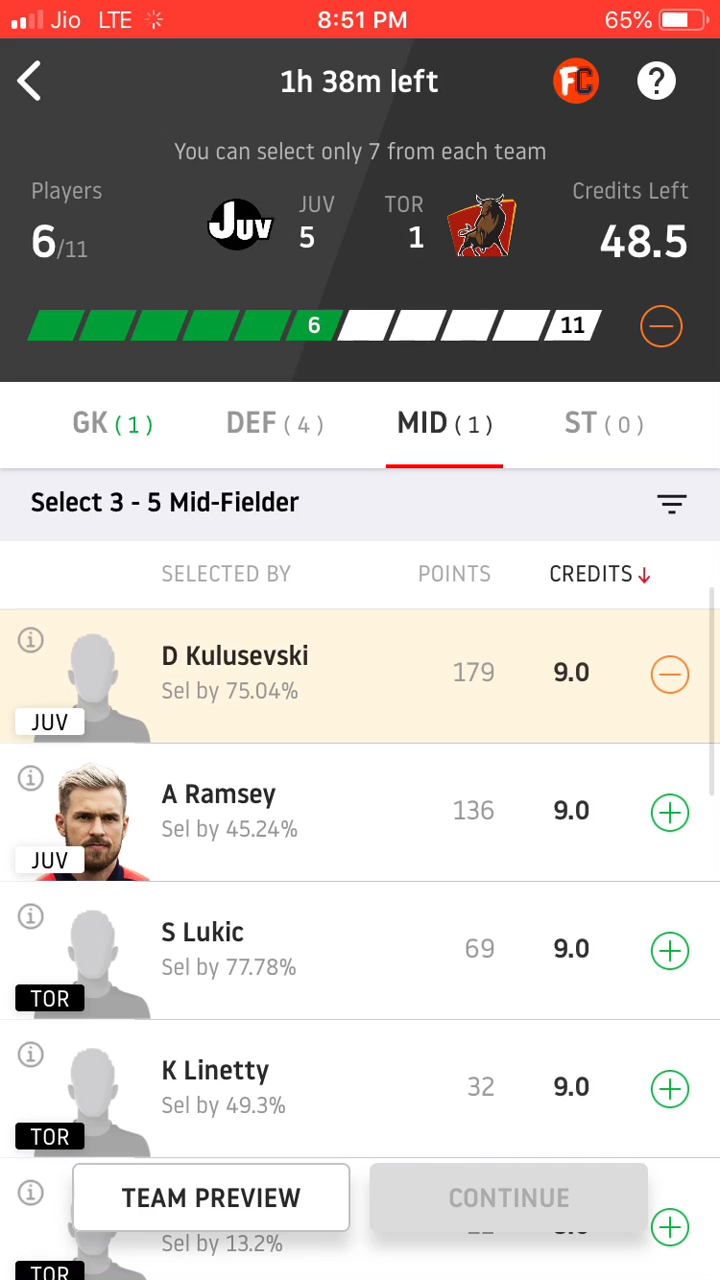 Jio LTE 8:51 PM 65%
1h 38m left FC ?
You can select only 7 from each team
Players JUV TOR Credits Left
6/11 Juv 5 1 48.5
6 11
GK ( 1 ) DEF ( 4 ) MID ( 1 ) ST ( 0 )
Select 3 - 5 Mid-Fielder
SELECTED BY POINTS CREDITS
D Kulusevski
Sel by 75.04% 179 9.0
JUV
A Ramsey
Sel by 45.24% 136 9.0
JUV
S Lukic
Sel by 77.78% 69 9.0
TOR
K Linetty
Sel by 49.3% 32 9.0
TOR
TEAM PREVIEW CONTINUE
Sel by 13.2%
TOR